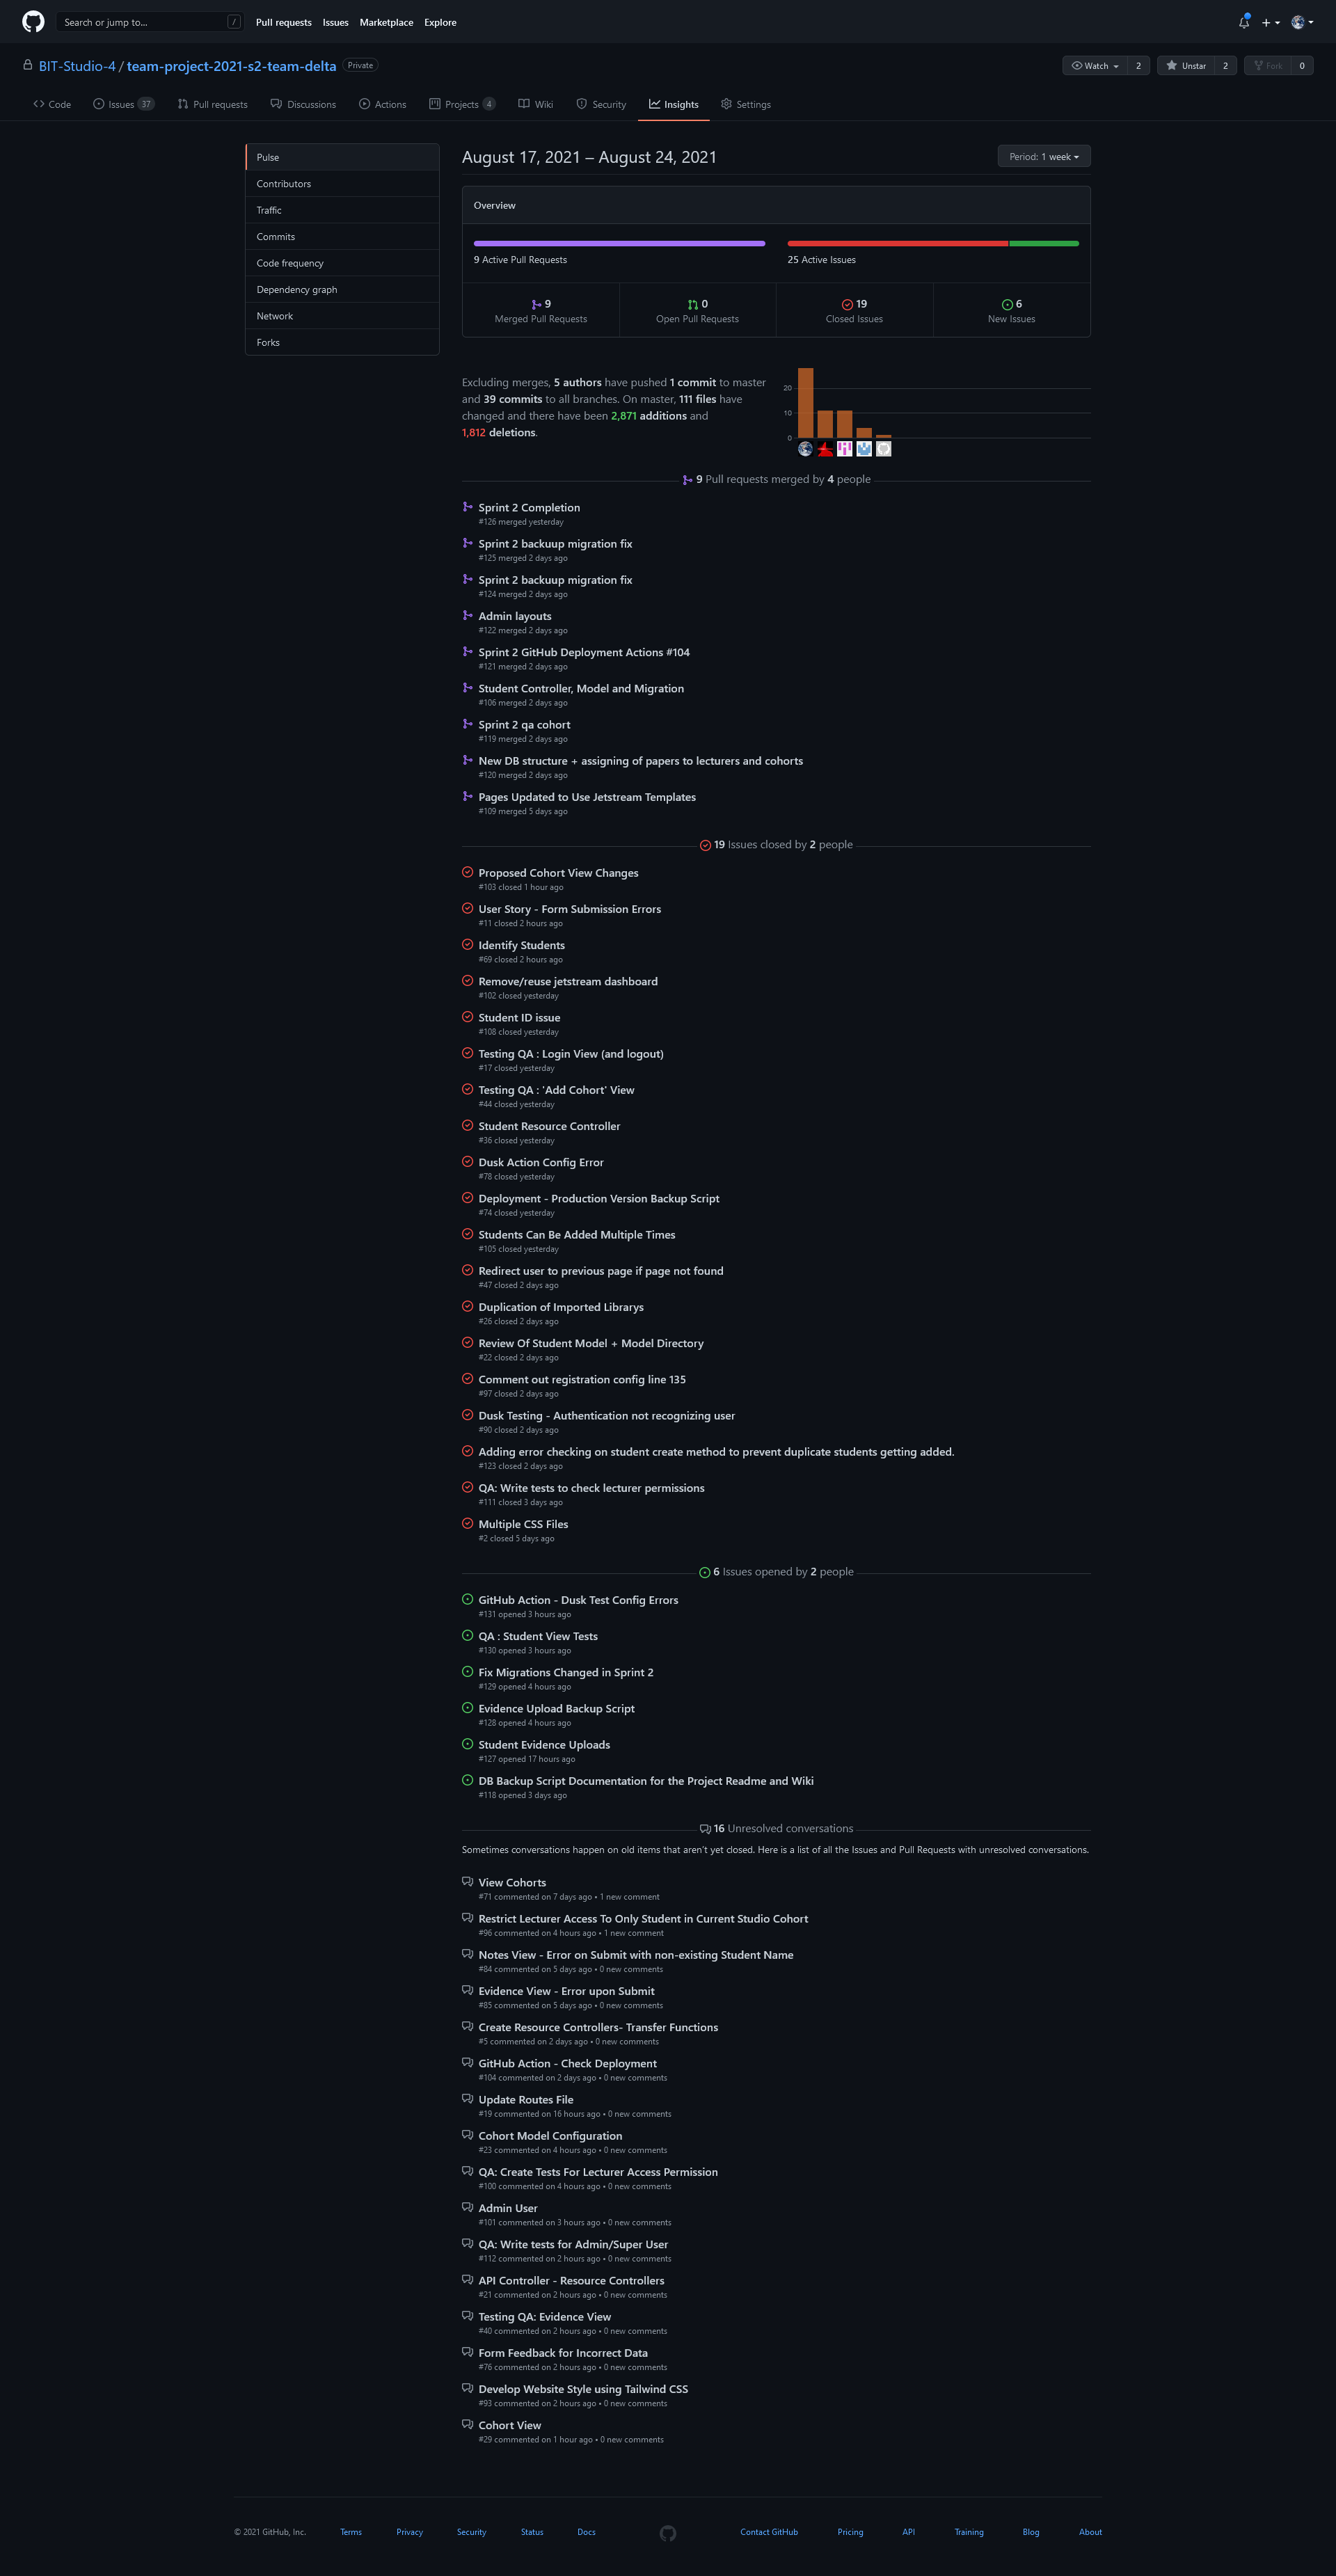 Search or jump to...
/
Pull requests
Issues
Marketplace
Explore
BIT-Studio-4 / team-project-2021-s2-team-delta
Private
Watch
2
Unstar
2
Fork
0
Code
Issues 37
Pull requests
Discussions
Actions
Projects 4
Wiki
Security
Insights
Settings
Pulse
Contributors
Traffic
Commits
Code frequency
Dependency graph
Network
Forks
August 17, 2021 – August 24, 2021
Period: 1 week
Overview
9 Active Pull Requests
25 Active Issues
9
Merged Pull Requests
0
Open Pull Requests
19
Closed Issues
6
New Issues
Excluding merges, 5 authors have pushed 1 commit to master
and 39 commits to all branches. On master, 111 files have
changed and there have been 2,871 additions and
1,812 deletions.
20
10
0
9 Pull requests merged by 4 people
Sprint 2 Completion
#126 merged yesterday
Sprint 2 backuup migration fix
#125 merged 2 days ago
Sprint 2 backuup migration fix
#124 merged 2 days ago
Admin layouts
#122 merged 2 days ago
Sprint 2 GitHub Deployment Actions #104
#121 merged 2 days ago
Student Controller, Model and Migration
#106 merged 2 days ago
Sprint 2 qa cohort
#119 merged 2 days ago
New DB structure + assigning of papers to lecturers and cohorts
#120 merged 2 days ago
Pages Updated to Use Jetstream Templates
#109 merged 5 days ago
19 Issues closed by 2 people
Proposed Cohort View Changes
#103 closed 1 hour ago
User Story - Form Submission Errors
#11 closed 2 hours ago
Identify Students
#69 closed 2 hours ago
Remove/reuse jetstream dashboard
#102 closed yesterday
Student ID issue
#108 closed yesterday
Testing QA : Login View (and logout)
#17 closed yesterday
Testing QA : 'Add Cohort' View
#44 closed yesterday
Student Resource Controller
#36 closed yesterday
Dusk Action Config Error
#78 closed yesterday
Deployment - Production Version Backup Script
#74 closed yesterday
Students Can Be Added Multiple Times
#105 closed yesterday
Redirect user to previous page if page not found
#47 closed 2 days ago
Duplication of Imported Librarys
#26 closed 2 days ago
Review Of Student Model + Model Directory
#22 closed 2 days ago
Comment out registration config line 135
#97 closed 2 days ago
Dusk Testing - Authentication not recognizing user
#90 closed 2 days ago
Adding error checking on student create method to prevent duplicate students getting added.
#123 closed 2 days ago
QA: Write tests to check lecturer permissions
#111 closed 3 days ago
Multiple CSS Files
#2 closed 5 days ago
6 Issues opened by 2 people
GitHub Action - Dusk Test Config Errors
#131 opened 3 hours ago
QA : Student View Tests
#130 opened 3 hours ago
Fix Migrations Changed in Sprint 2
#129 opened 4 hours ago
Evidence Upload Backup Script
#128 opened 4 hours ago
Student Evidence Uploads
#127 opened 17 hours ago
DB Backup Script Documentation for the Project Readme and Wiki
#118 opened 3 days ago
16 Unresolved conversations
Sometimes conversations happen on old items that aren't yet closed. Here is a list of all the Issues and Pull Requests with unresolved conversations.
View Cohorts
#71 commented on 7 days ago • 1 new comment
Restrict Lecturer Access To Only Student in Current Studio Cohort
#96 commented on 4 hours ago • 1 new comment
Notes View - Error on Submit with non-existing Student Name
#84 commented on 5 days ago • 0 new comments
Evidence View - Error upon Submit
#85 commented on 5 days ago • 0 new comments
Create Resource Controllers- Transfer Functions
#5 commented on 2 days ago • 0 new comments
GitHub Action - Check Deployment
#104 commented on 2 days ago • 0 new comments
Update Routes File
#19 commented on 16 hours ago • 0 new comments
Cohort Model Configuration
#23 commented on 4 hours ago • 0 new comments
QA: Create Tests For Lecturer Access Permission
#100 commented on 4 hours ago • 0 new comments
Admin User
#101 commented on 3 hours ago • 0 new comments
QA: Write tests for Admin/Super User
#112 commented on 2 hours ago • 0 new comments
API Controller - Resource Controllers
#21 commented on 2 hours ago • 0 new comments
Testing QA: Evidence View
#40 commented on 2 hours ago • 0 new comments
Form Feedback for Incorrect Data
#76 commented on 2 hours ago • 0 new comments
Develop Website Style using Tailwind CSS
#93 commented on 2 hours ago • 0 new comments
Cohort View
#29 commented on 1 hour ago • 0 new comments
© 2021 GitHub, Inc.
Terms
Privacy
Security
Status
Docs
Contact GitHub
Pricing
API
Training
Blog
About